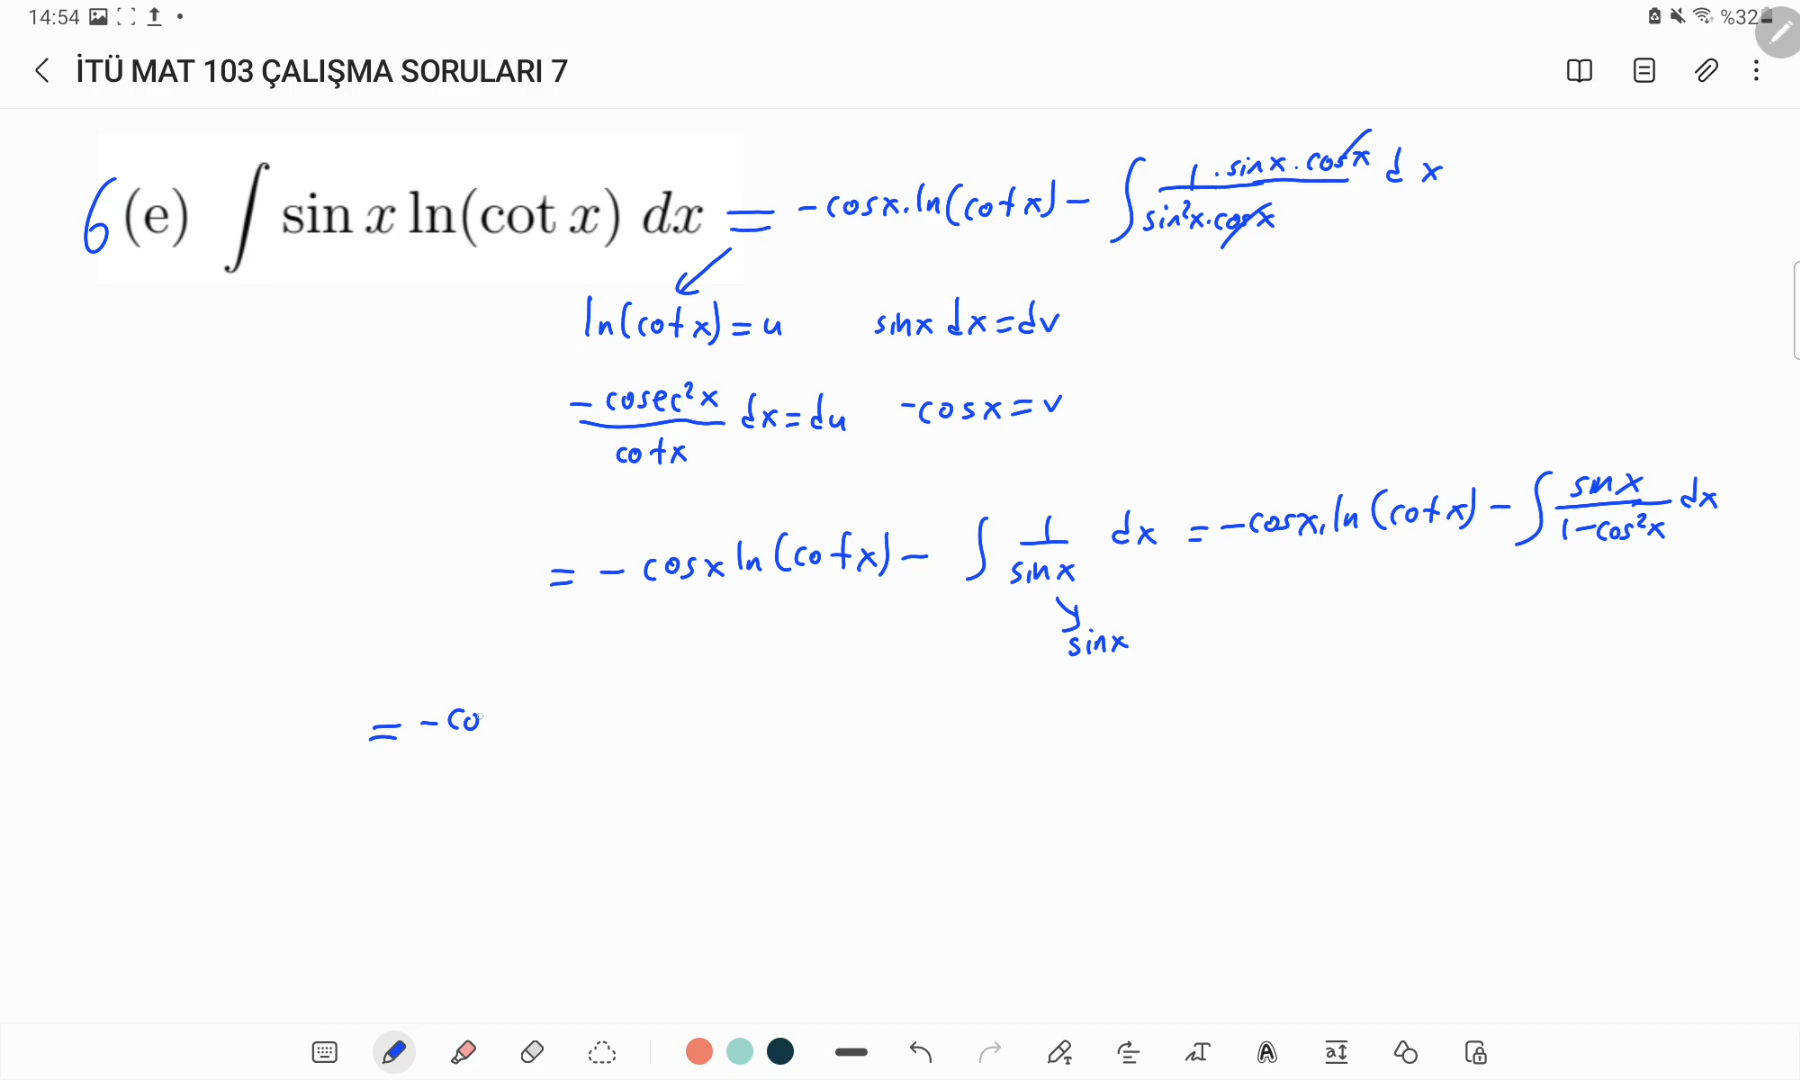 14:54 %32
İTÜ MAT 103 ÇALIŞMA SORULARI 7
6 (e) ∫ sin x ln(cot x) dx = -cosx.ln(cotx) - ∫ 1.sinx.cosx / sin²x.cosx dx
ln(cotx) = u sinx dx = dv
-cosec²x / cotx dx = du -cosx = v
= -cosx ln(cotx) - ∫ 1 / sinx dx = -cosx.ln(cotx) - ∫ sinx / 1-cos²x dx
sinx
= -co